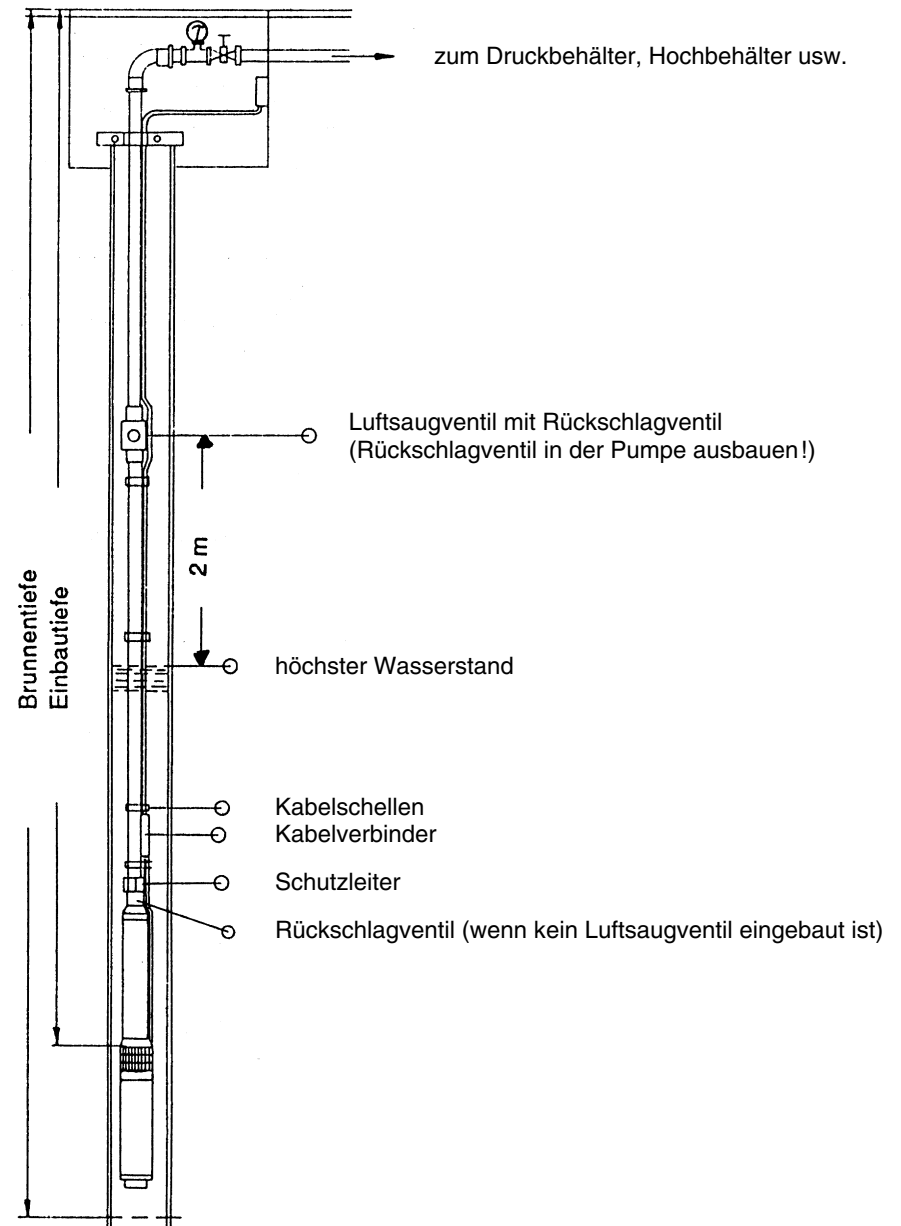 zum Druckbehälter, Hochbehälter usw.
Luftsaugventil mit Rückschlagventil
(Rückschlagventil in der Pumpe ausbauen!)
2 m
Brunnentiefe
Einbautiefe
höchster Wasserstand
Kabelschellen
Kabelverbinder
Schutzleiter
Rückschlagventil (wenn kein Luftsaugventil eingebaut ist)